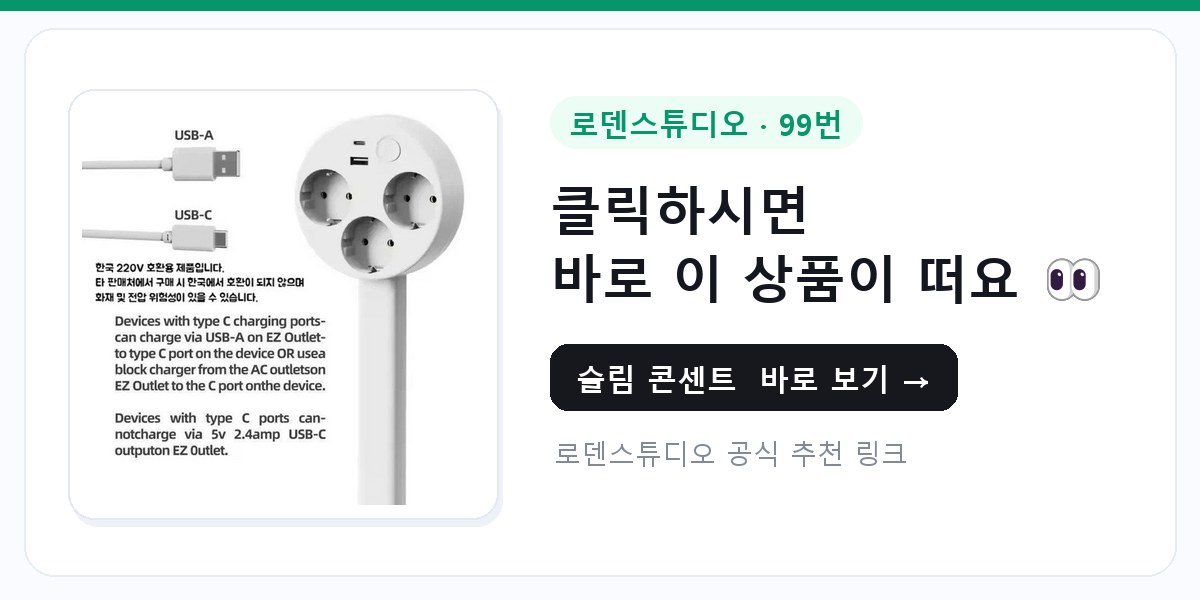 로덴스튜디오 · 99번
클릭하시면
바로 이 상품이 떠요 👀
슬림 콘센트 바로 보기 →
로덴스튜디오 공식 추천 링크
USB-A
USB-C
한국 220V 호환용 제품입니다.
타 판매처에서 구매 시 한국에서 호환이 되지 않으며
화재 및 전압 위험성이 있을 수 있습니다.
Devices with type C charging ports-
can charge via USB-A on EZ Outlet-
to type C port on the device OR usea
block charger from the AC outletson
EZ Outlet to the C port onthe device.
Devices with type C ports can-
notcharge via 5v 2.4amp USB-C
outputon EZ 0utlet.